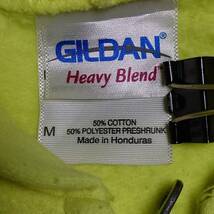 GILDAN
Heavy Blend
M
50% COTTON
50% POLYESTER PRESHRUNK
Made in Honduras